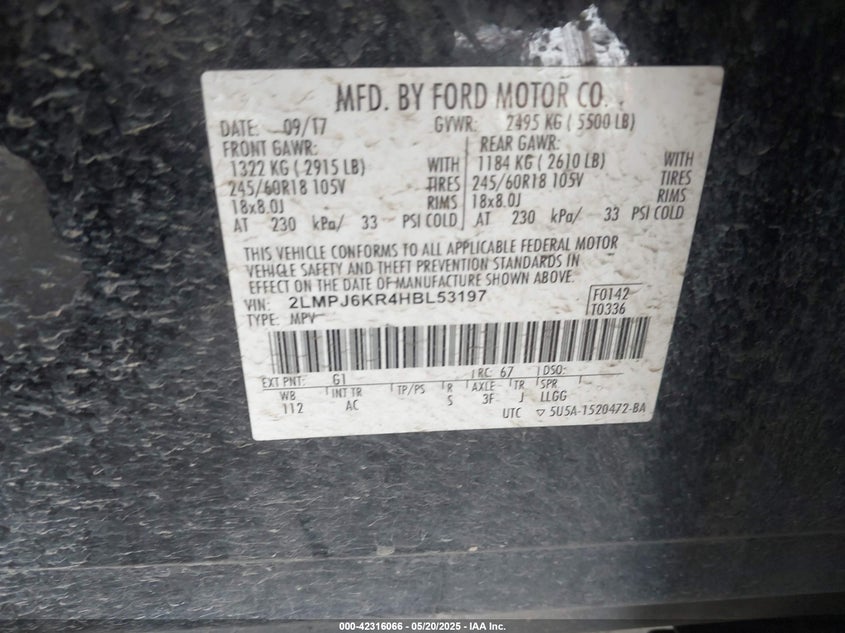 MFD. BY FORD MOTOR CO.
DATE: 09/17 GVWR: 2495 KG ( 5500 LB)
FRONT GAWR: REAR GAWR:
1322 KG ( 2915 LB) WITH 1184 KG ( 2610 LB) WITH
245/60R18 105V TIRES 245/60R18 105V TIRES
18x8.0J RIMS 18x8.0J RIMS
AT 230 kPa/ 33 PSI COLD AT 230 kPa/ 33 PSI COLD
THIS VEHICLE CONFORMS TO ALL APPLICABLE FEDERAL MOTOR
VEHICLE SAFETY AND THEFT PREVENTION STANDARDS IN
EFFECT ON THE DATE OF MANUFACTURE SHOWN ABOVE.
VIN: 2LMPJ6KR4HBL53197 F0142
TYPE: MPV T0336
EXT PNT: G1 RC: 67 DSO:
WB INT TR TP/PS R AXLE TR SPR
112 AC S 3F J LLGG
UTC ▽ 5U5A-1520472-BA
000-42316066 - 05/20/2025 - © IAA Inc.